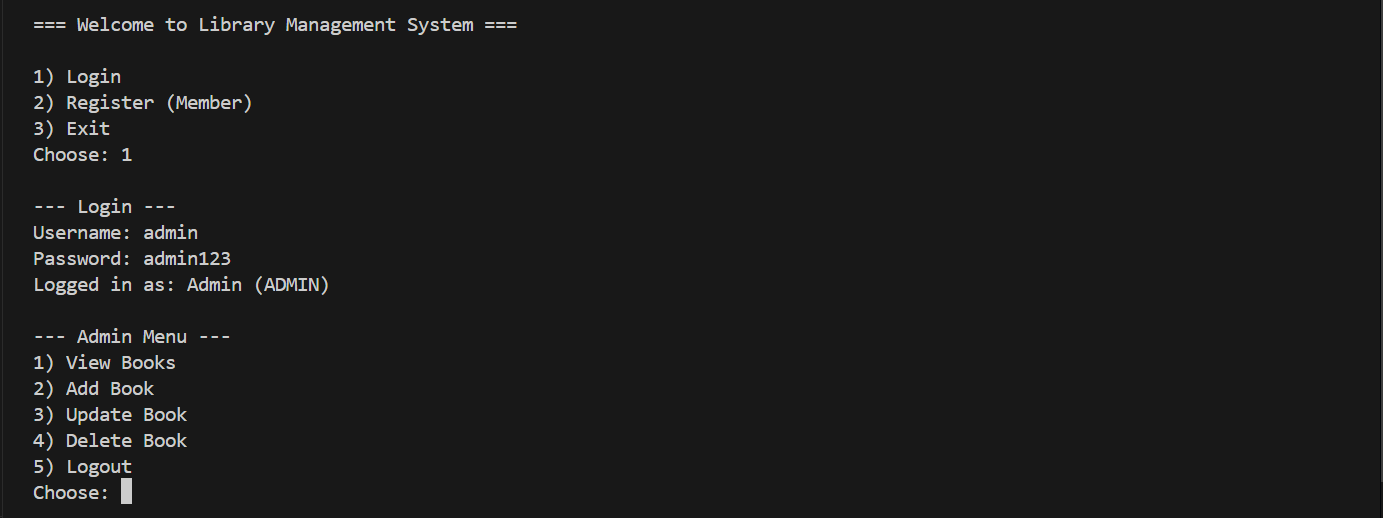 === Welcome to Library Management System ===
1) Login
2) Register (Member)
3) Exit
Choose: 1
--- Login ---
Username: admin
Password: admin123
Logged in as: Admin (ADMIN)
--- Admin Menu ---
1) View Books
2) Add Book
3) Update Book
4) Delete Book
5) Logout
Choose: